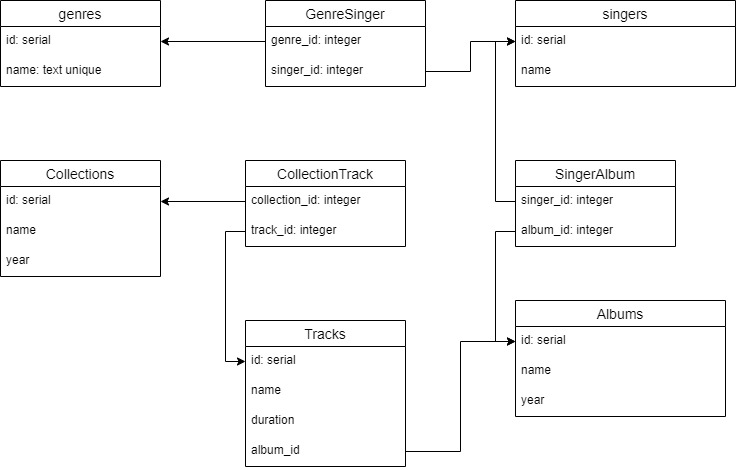 genres
id: serial
name: text unique
GenreSinger
genre_id: integer
singer_id: integer
singers
id: serial
name
Collections
id: serial
name
year
CollectionTrack
collection_id: integer
track_id: integer
SingerAlbum
singer_id: integer
album_id: integer
Tracks
id: serial
name
duration
album_id
Albums
id: serial
name
year